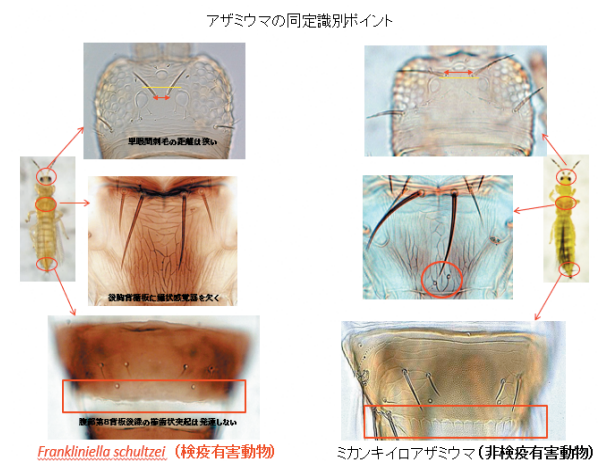 アザミウマの同定識別ポイント
単眼間刺毛の距離は狭い
後胸背楯板に鐘状感覚器を欠く
腹部第8背板後縁の櫛歯状突起は発達しない
Frankliniella schultzei（検疫有害動物）
ミカンキイロアザミウマ（非検疫有害動物）